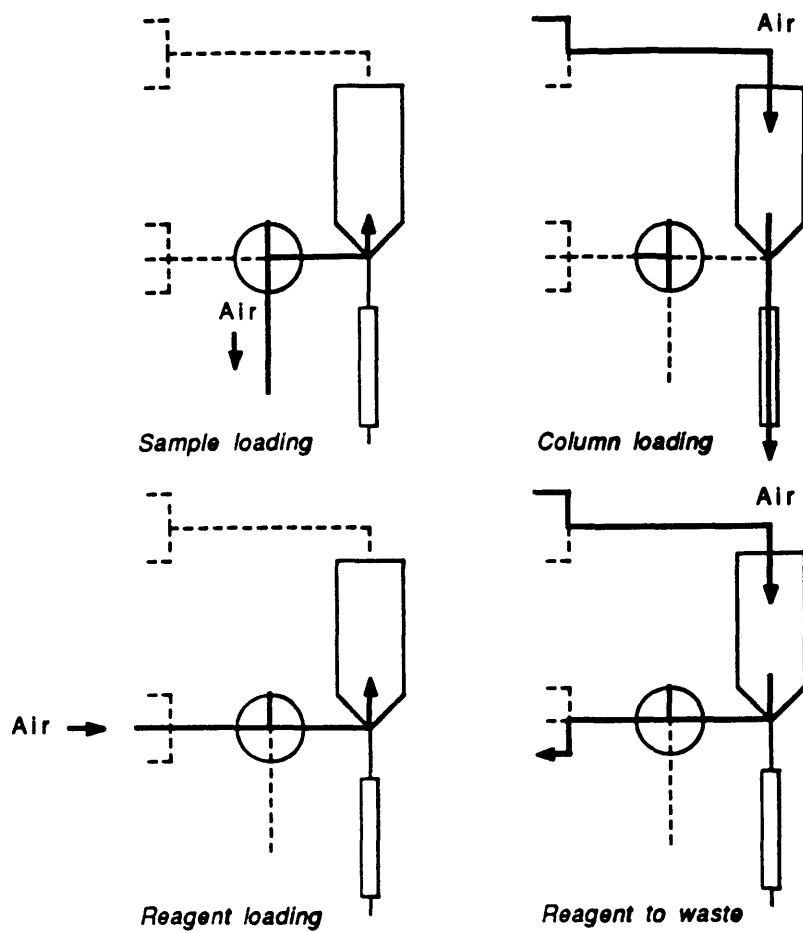 Air
Air
Sample loading
Column loading
Air
Air
Reagent loading
Reagent to waste